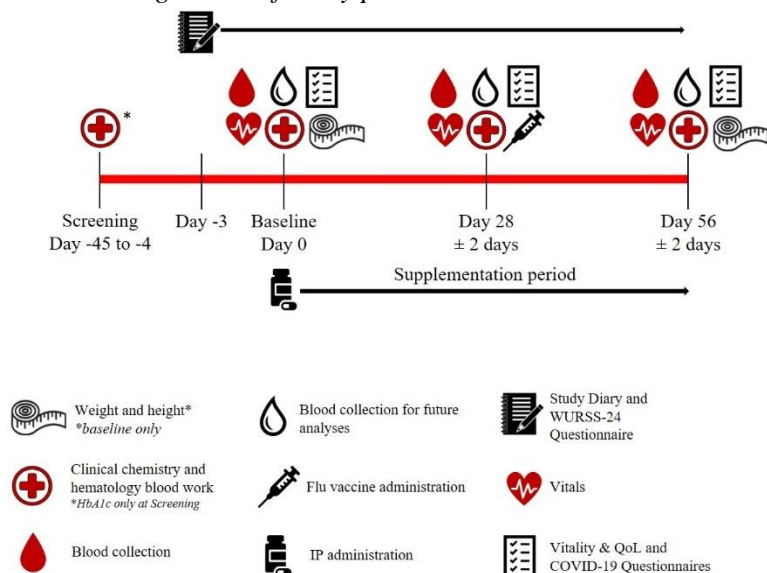 *
Screening
Day -45 to -4
Day -3
Baseline
Day 0
Day 28
± 2 days
Day 56
± 2 days
Supplementation period
Weight and height*
*baseline only
Blood collection for future
analyses
Study Diary and
WURSS-24
Questionnaire
Clinical chemistry and
hematology blood work
*HbA1c only at Screening
Flu vaccine administration
Vitals
Blood collection
IP administration
Vitality & QoL and
COVID-19 Questionnaires